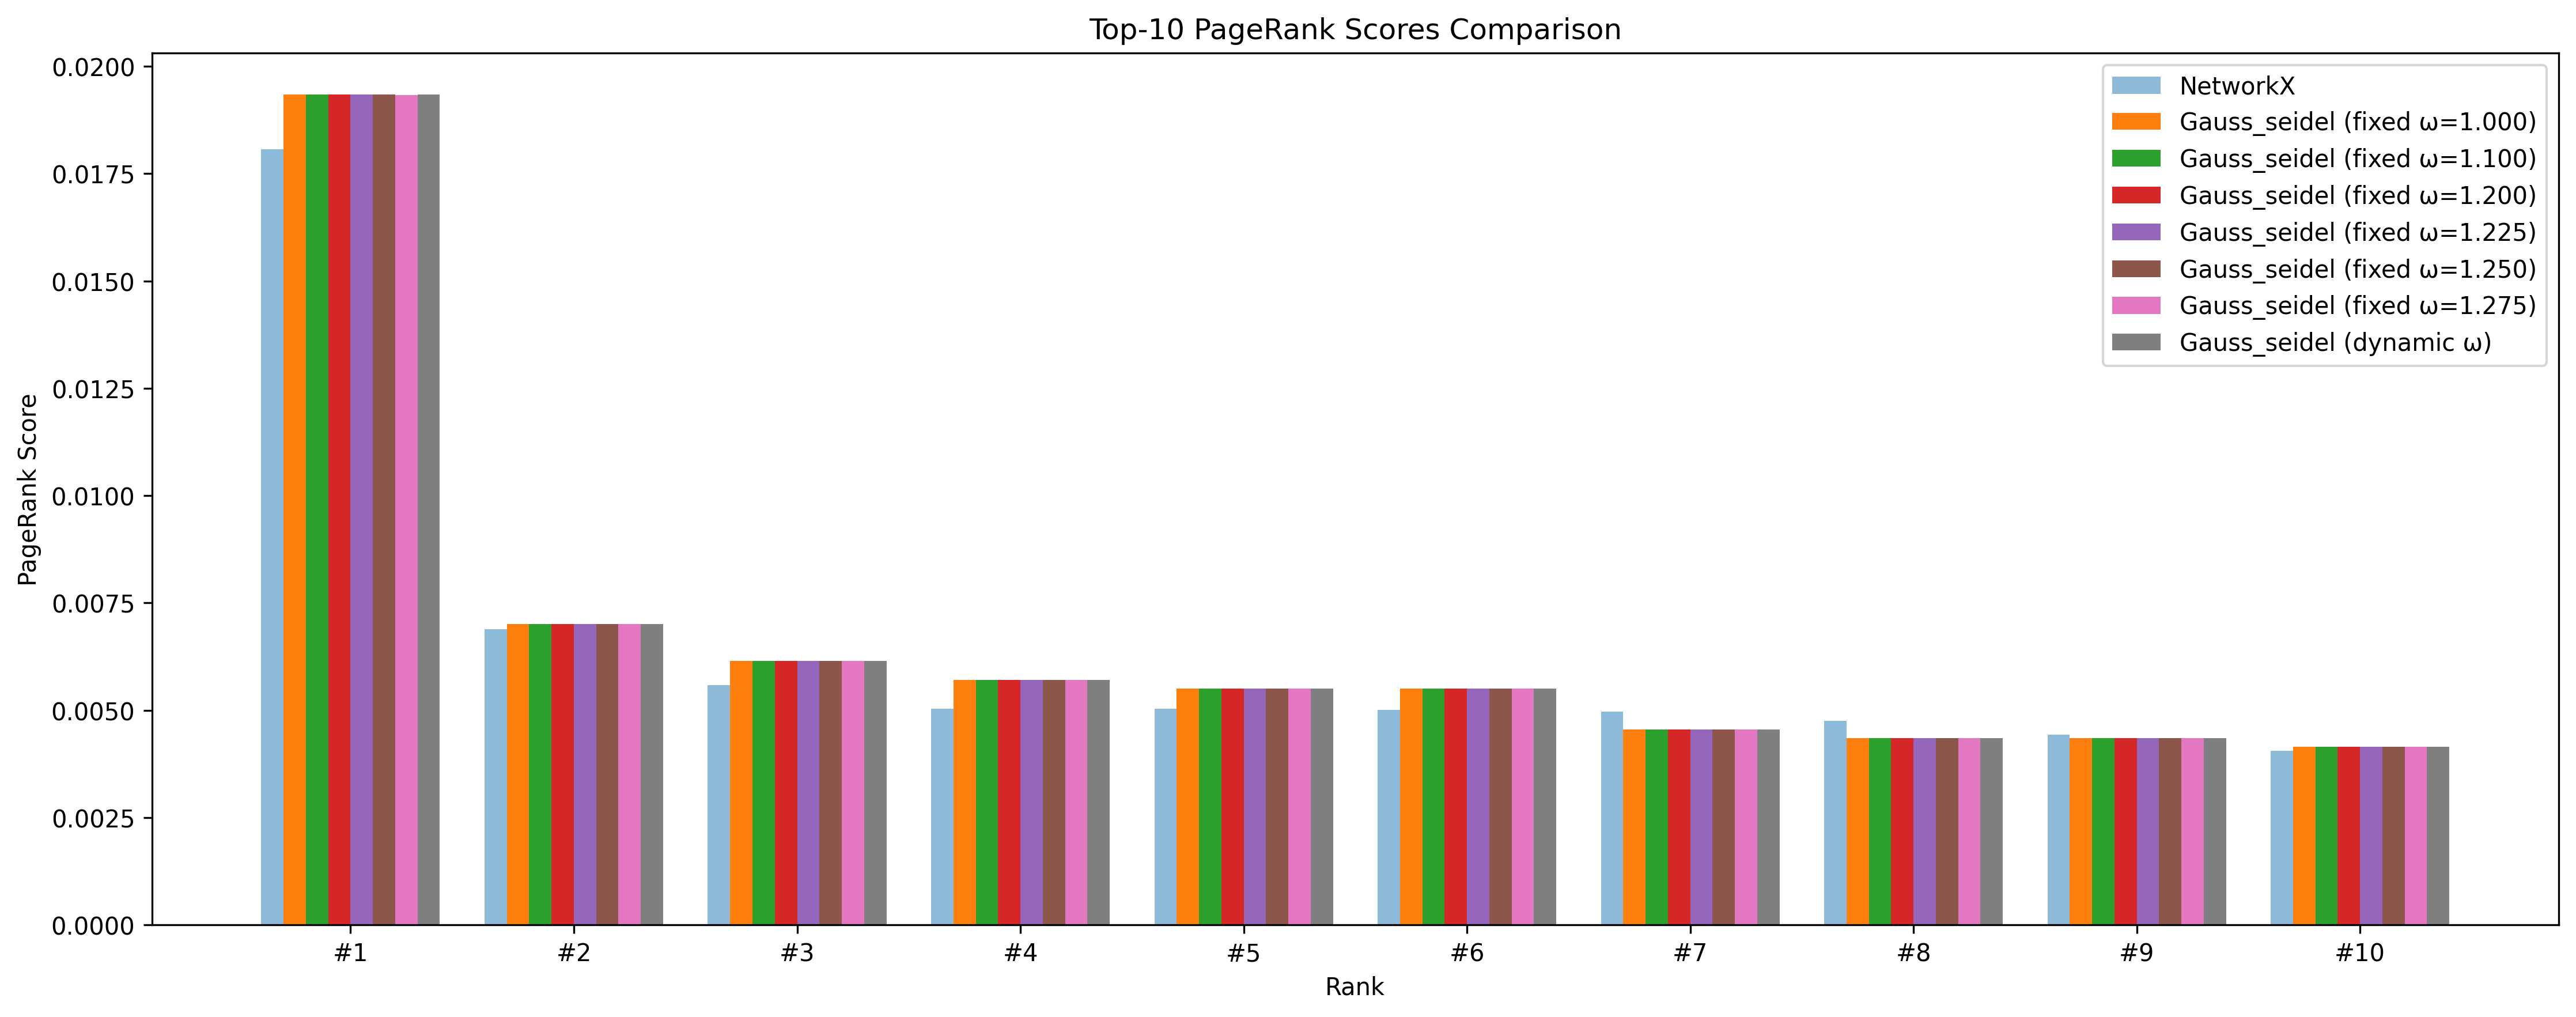 Top-10 PageRank Scores Comparison
PageRank Score
0.0200
0.0175
0.0150
0.0125
0.0100
0.0075
0.0050
0.0025
0.0000
NetworkX
Gauss_seidel (fixed ω=1.000)
Gauss_seidel (fixed ω=1.100)
Gauss_seidel (fixed ω=1.200)
Gauss_seidel (fixed ω=1.225)
Gauss_seidel (fixed ω=1.250)
Gauss_seidel (fixed ω=1.275)
Gauss_seidel (dynamic ω)
#1 #2 #3 #4 #5 #6 #7 #8 #9 #10
Rank